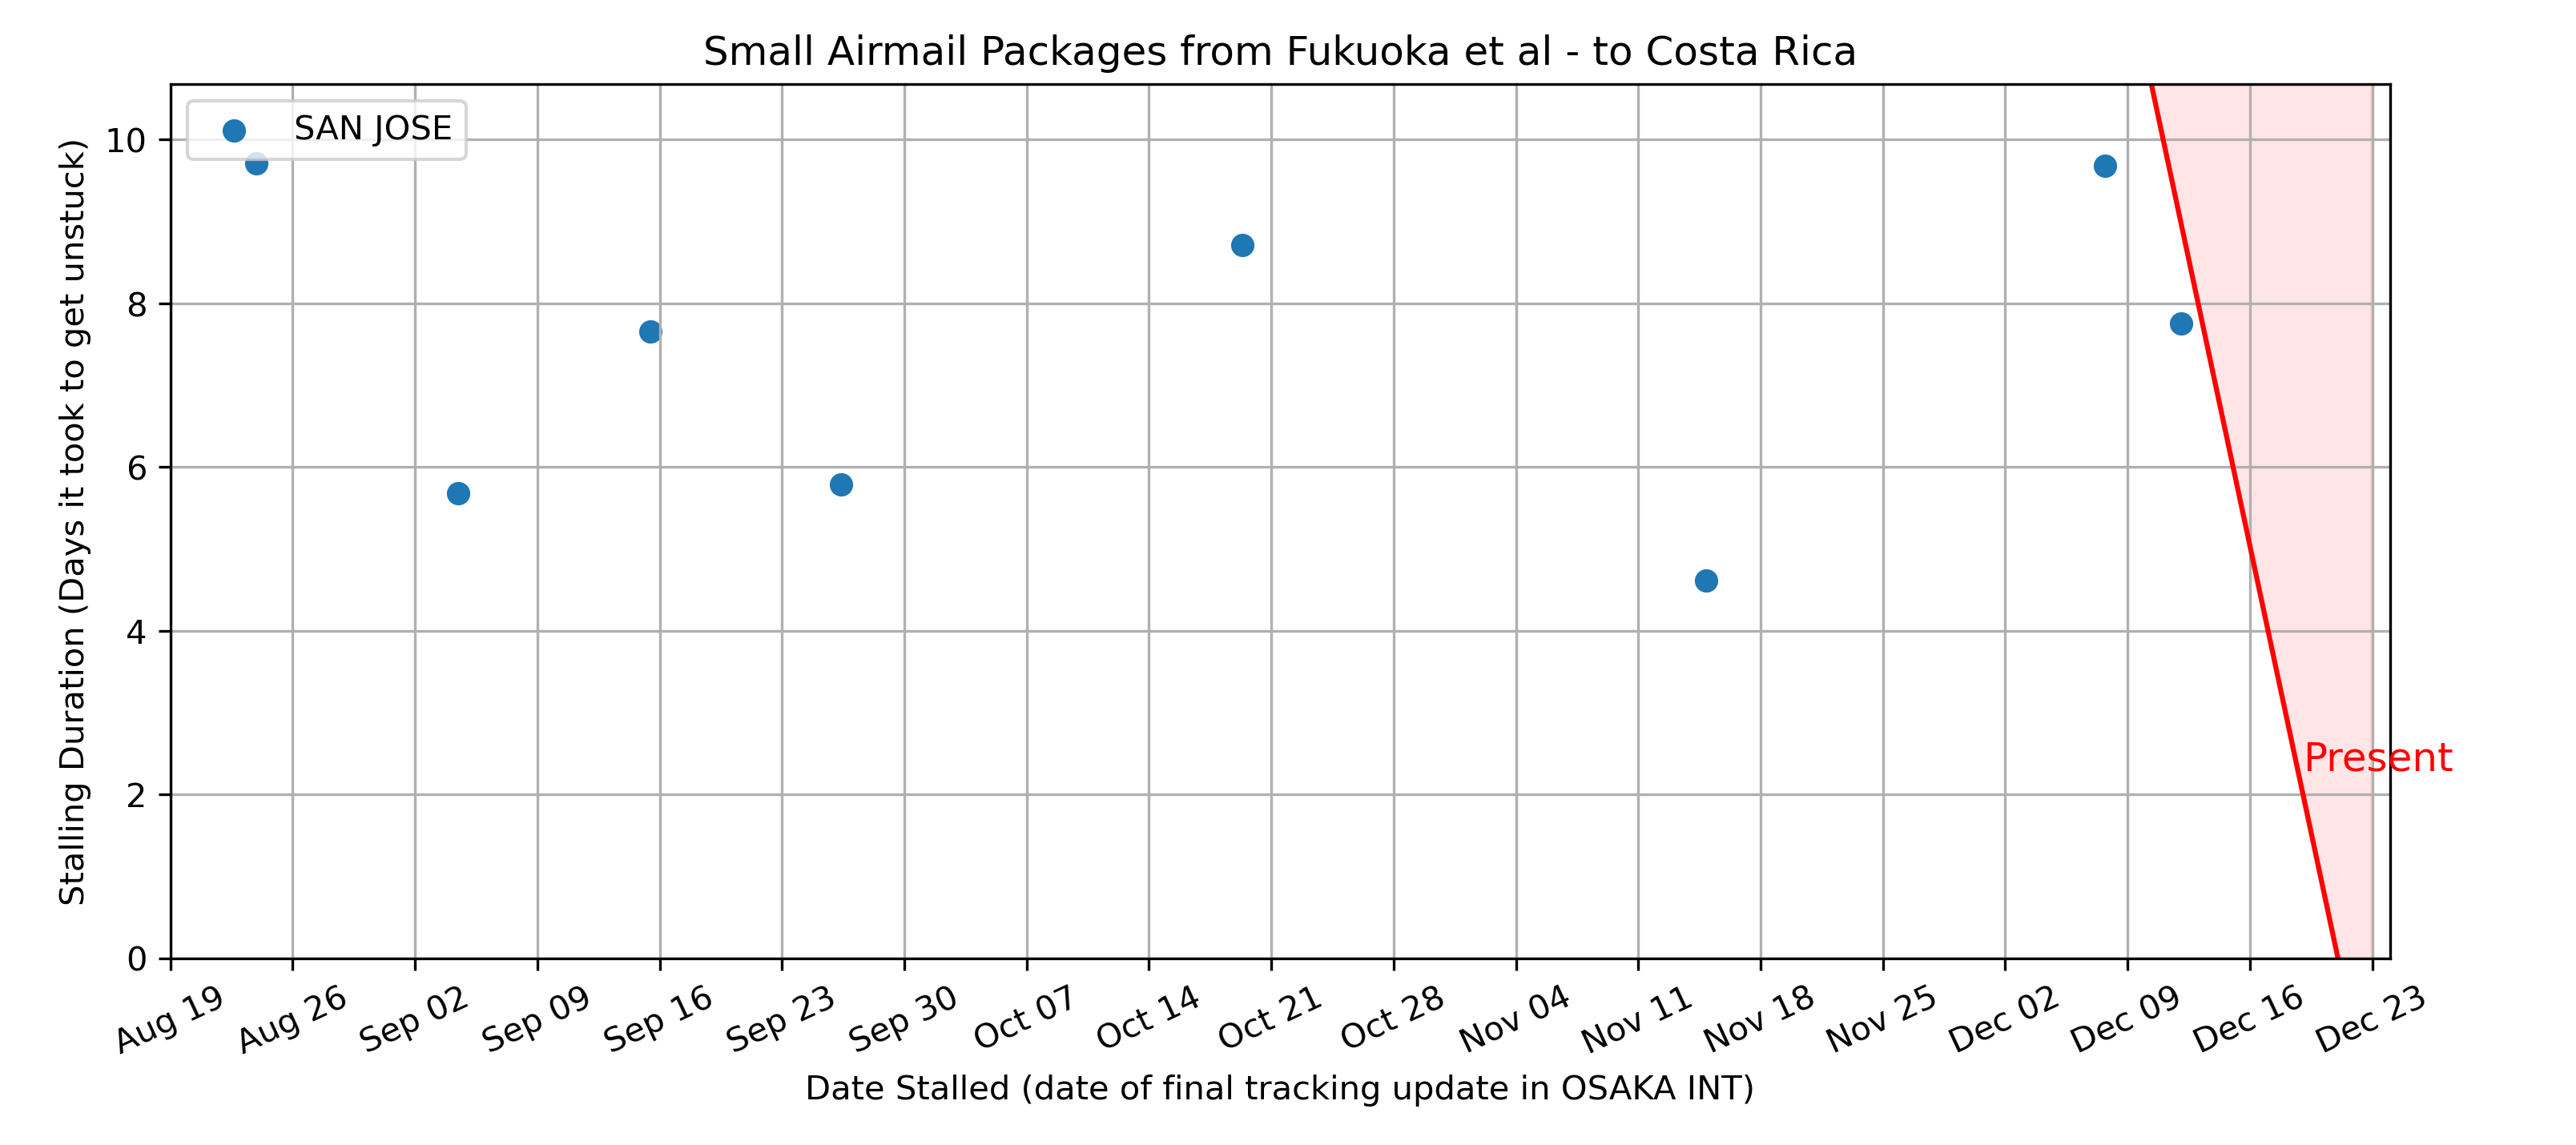 Small Airmail Packages from Fukuoka et al - to Costa Rica
SAN JOSE
Stalling Duration (Days it took to get unstuck)
10
8
6
4
2
0
Present
Aug 19
Aug 26
Sep 02
Sep 09
Sep 16
Sep 23
Sep 30
Oct 07
Oct 14
Oct 21
Oct 28
Nov 04
Nov 11
Nov 18
Nov 25
Dec 02
Dec 09
Dec 16
Dec 23
Date Stalled (date of final tracking update in OSAKA INT)